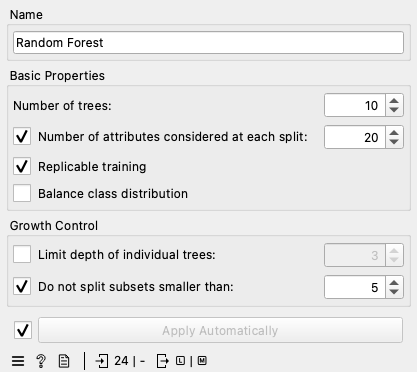 Name
Random Forest
Basic Properties
Number of trees: 10
Number of attributes considered at each split: 20
Replicable training
Balance class distribution
Growth Control
Limit depth of individual trees: 3
Do not split subsets smaller than: 5
Apply Automatically
? | 24 | - L | M